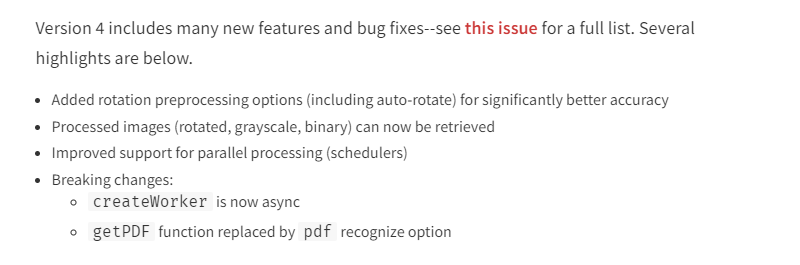 Version 4 includes many new features and bug fixes--see this issue for a full list. Several
highlights are below.
• Added rotation preprocessing options (including auto-rotate) for significantly better accuracy
• Processed images (rotated, grayscale, binary) can now be retrieved
• Improved support for parallel processing (schedulers)
• Breaking changes:
◦ createWorker is now async
◦ getPDF function replaced by pdf recognize option